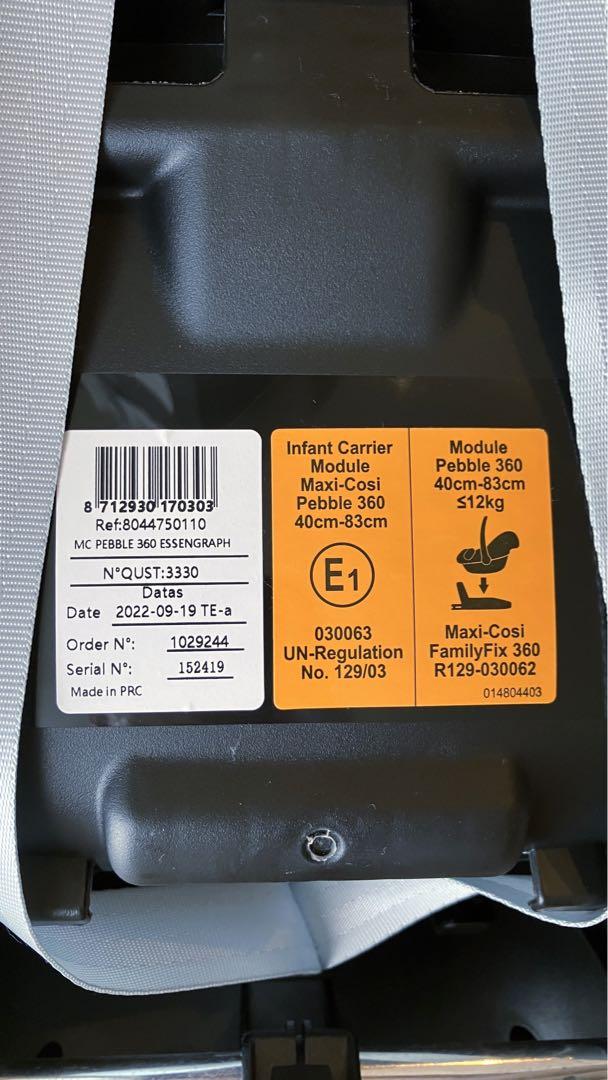 8 712930 170303
Ref:8044750110
MC PEBBLE 360 ESSENGRAPH
N°QUST:3330
Datas
Date 2022-09-19 TE-a
Order N°: 1029244
Serial N°: 152419
Made in PRC
Infant Carrier
Module
Maxi-Cosi
Pebble 360
40cm-83cm
E1
030063
UN-Regulation
No. 129/03
Module
Pebble 360
40cm-83cm
≤12kg
Maxi-Cosi
FamilyFix 360
R129-030062
014804403